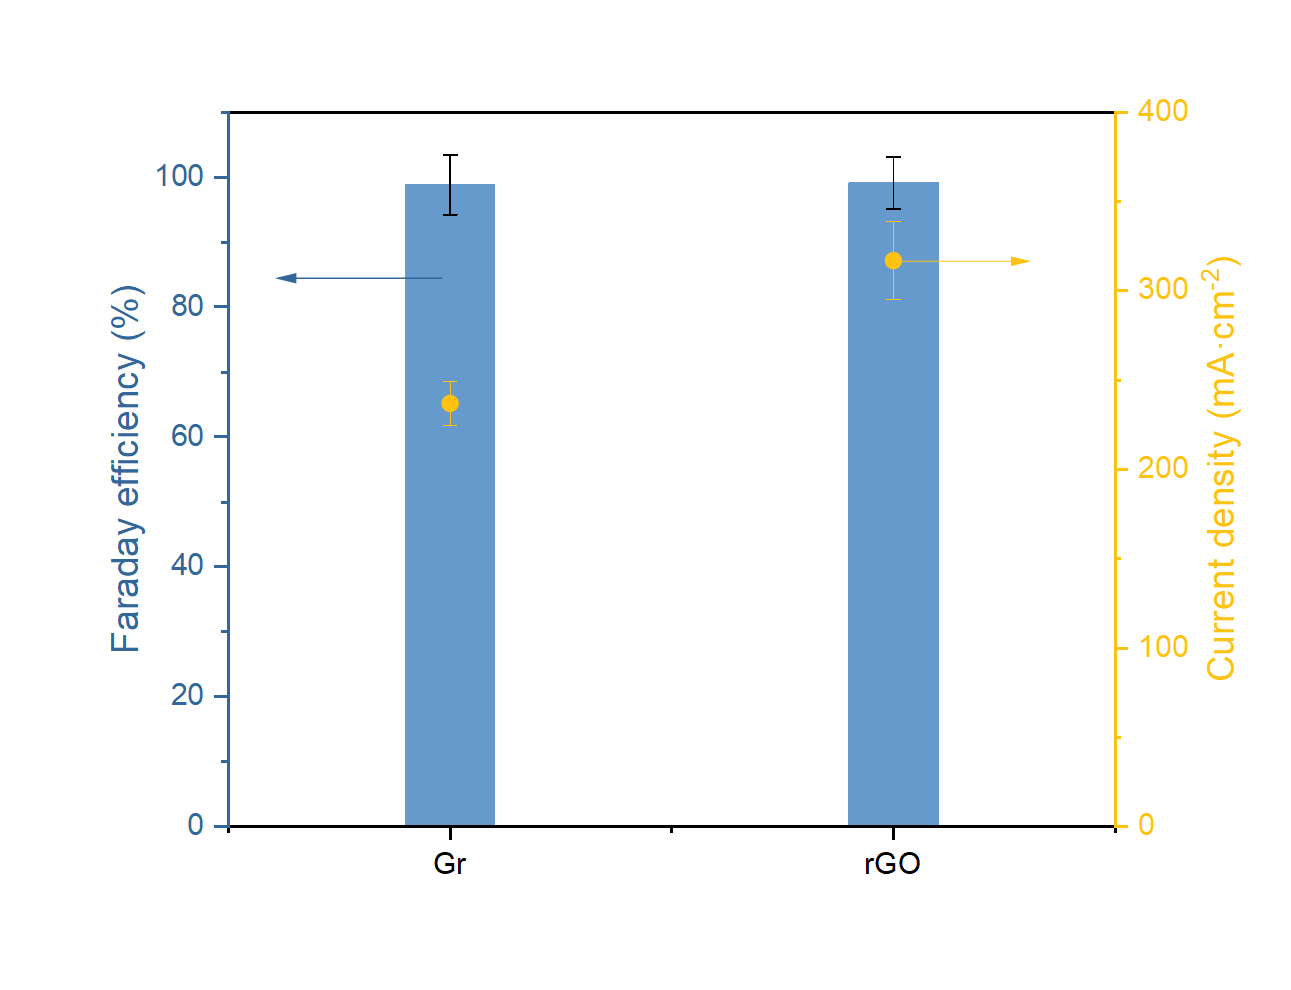 Faraday efficiency (%)
100
80
60
40
20
0
Gr
rGO
400
300
200
100
0
Current density (mA·cm⁻²)